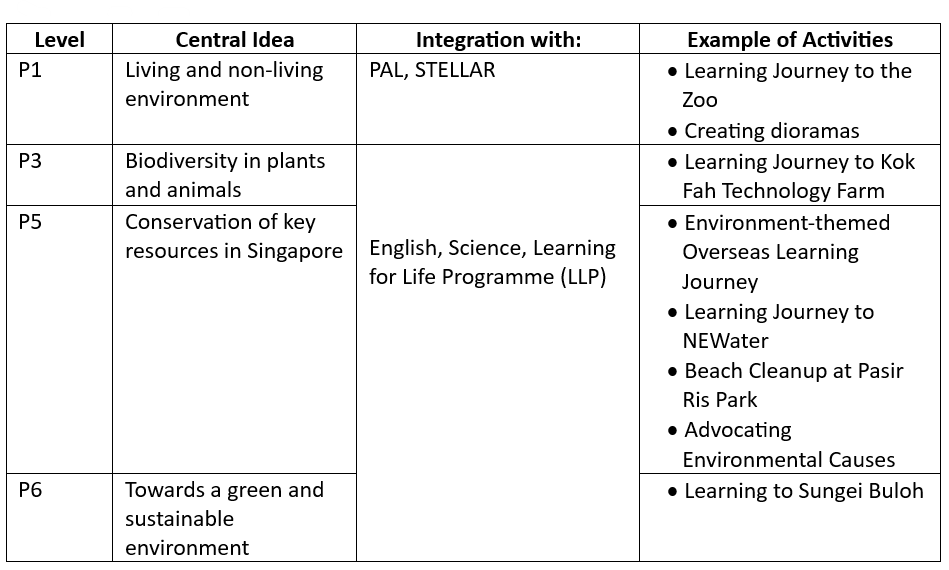 Level Central Idea Integration with: Example of Activities
P1
Living and non-living
environment
PAL, STELLAR
• Learning Journey to the
Zoo
• Creating dioramas
P3
Biodiversity in plants
and animals
English, Science, Learning
for Life Programme (LLP)
• Learning Journey to Kok
Fah Technology Farm
P5
Conservation of key
resources in Singapore
• Environment-themed
Overseas Learning
Journey
• Learning Journey to
NEWater
• Beach Cleanup at Pasir
Ris Park
• Advocating
Environmental Causes
P6
Towards a green and
sustainable
environment
• Learning to Sungei Buloh